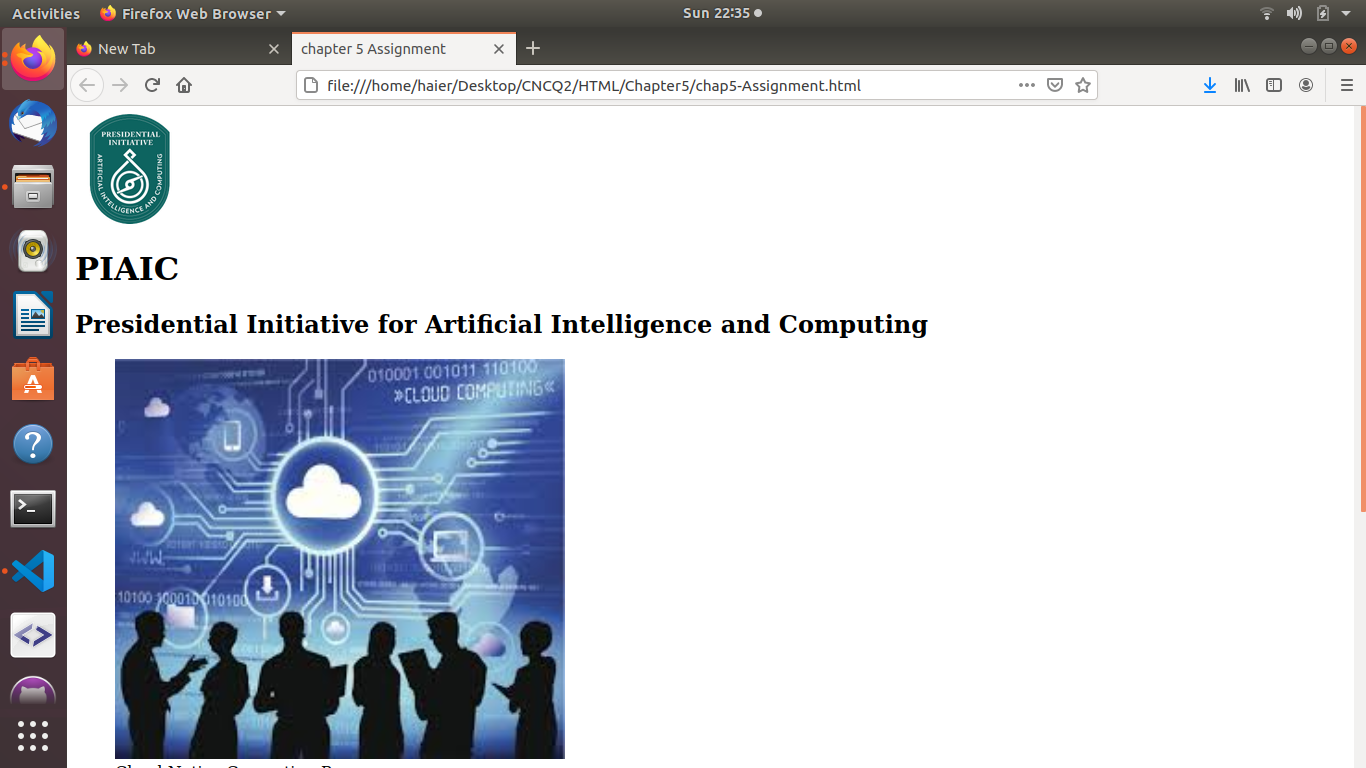 Activities
Firefox Web Browser
Sun 22:35
New Tab
chapter 5 Assignment
file:///home/haier/Desktop/CNCQ2/HTML/Chapter5/chap5-Assignment.html
PRESIDENTIAL
INITIATIVE
ARTIFICIAL INTELLIGENCE AND COMPUTING
PIAIC
Presidential Initiative for Artificial Intelligence and Computing
010001 001011 110100
»CLOUD COMPUTING«
WWW.
10100 100010 010100